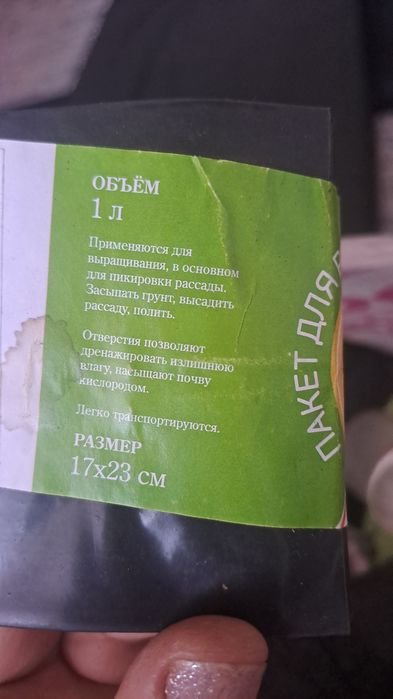 ОБЪЁМ
1 л
Применяются для
выращивания, в основном
для пикировки рассады.
Засыпать грунт, высадить
рассаду, полить.
Отверстия позволяют
дренажировать излишнюю
влагу, насыщают почву
кислородом.
Легко транспортируются.
РАЗМЕР
17х23 см
ПАКЕТ ДЛЯ